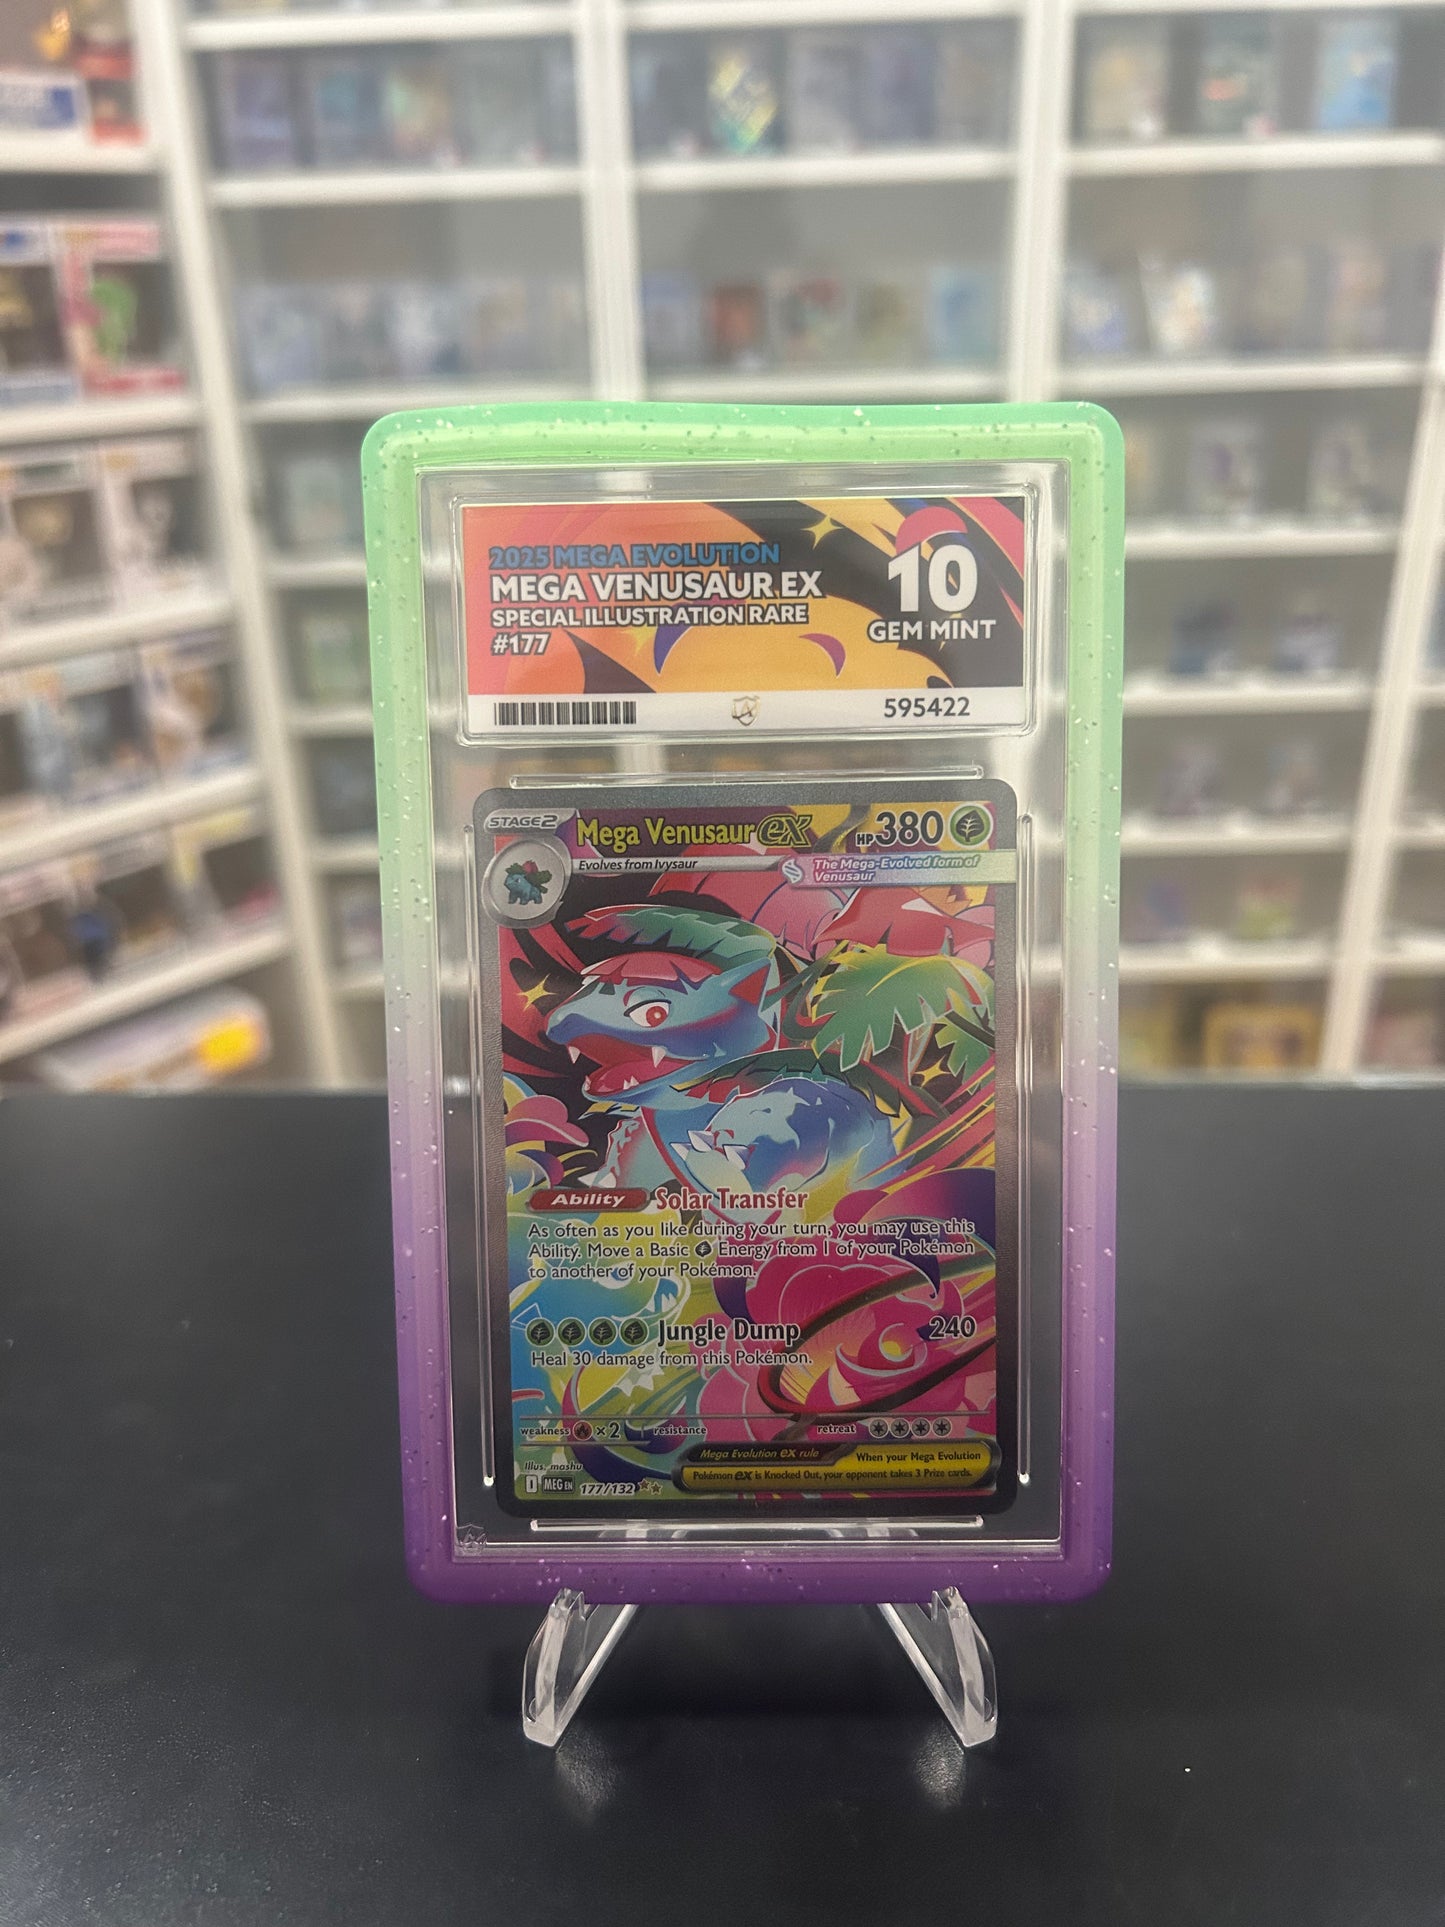 2025 MEGA EVOLUTION
MEGA VENUSAUR EX
SPECIAL ILLUSTRATION RARE
#177
10
GEM MINT
595422
STAGE 2
Mega Venusaur ex
HP 380
Evolves from Ivysaur
The Mega-Evolved form of
Venusaur
Ability Solar Transfer
As often as you like during your turn, you may use this
Ability. Move a Basic Energy from 1 of your Pokémon
to another of your Pokémon.
Jungle Dump 240
Heal 30 damage from this Pokémon.
weakness ×2 resistance retreat
Mega Evolution ex rule When your Mega Evolution
Pokémon ex is Knocked Out, your opponent takes 3 Prize cards.
Illus. mashu
MEG EN 177/132